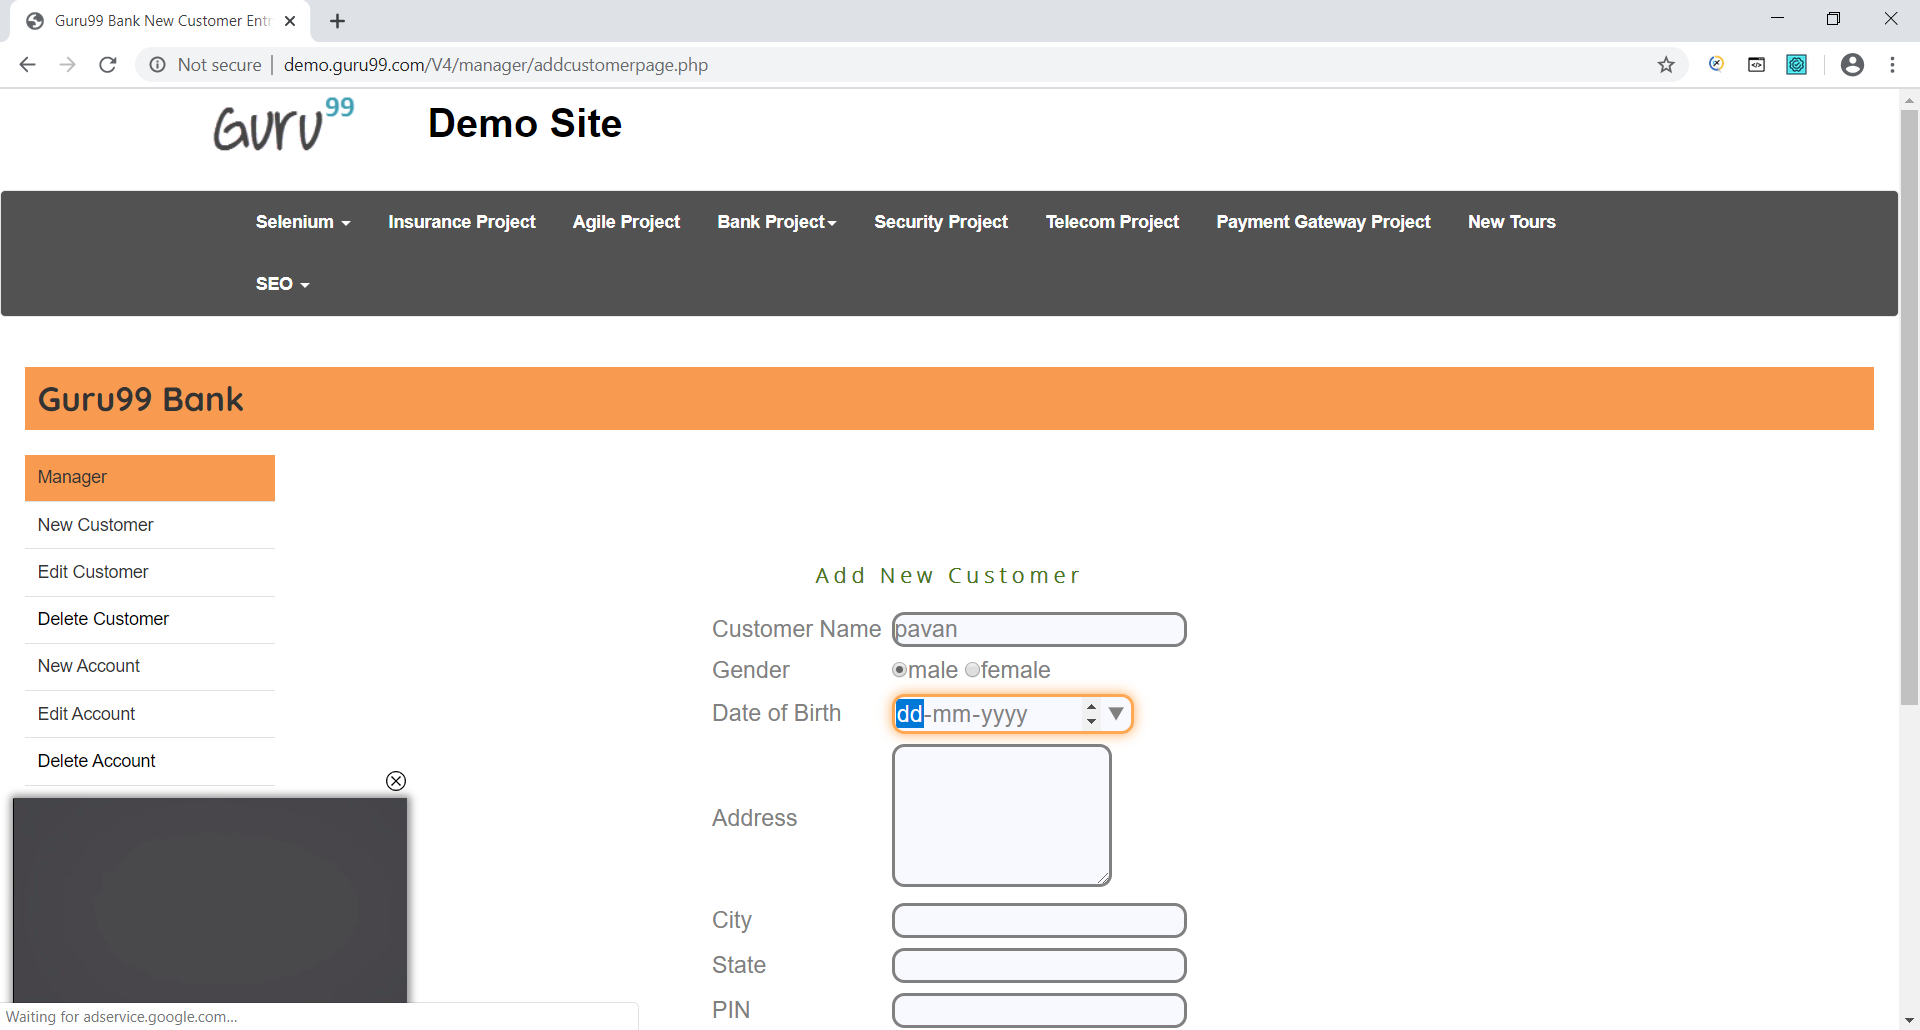 Guru99 Bank New Customer Entr
Not secure | demo.guru99.com/V4/manager/addcustomerpage.php
Guru99 Demo Site
Selenium Insurance Project Agile Project Bank Project Security Project Telecom Project Payment Gateway Project New Tours
SEO
Guru99 Bank
Manager
New Customer
Edit Customer
Delete Customer
New Account
Edit Account
Delete Account
Add New Customer
Customer Name pavan
Gender male female
Date of Birth dd-mm-yyyy
Address
City
State
PIN
Waiting for adservice.google.com...